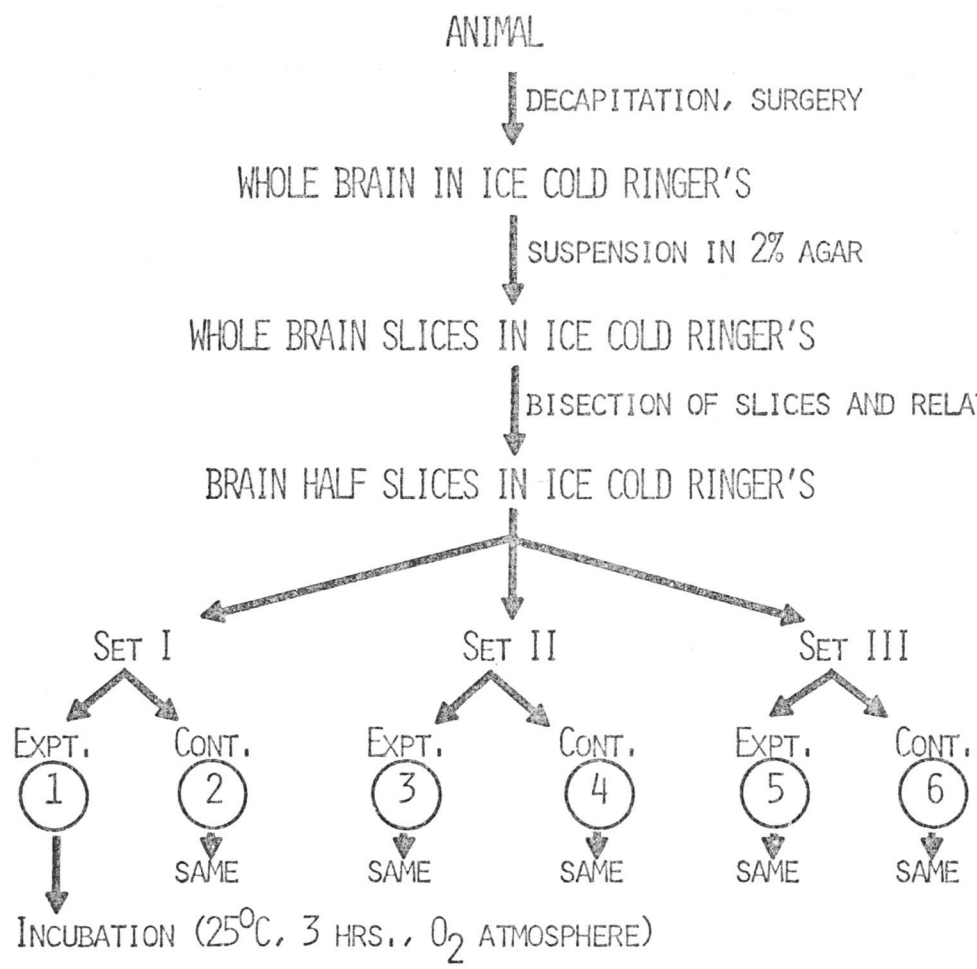 ANIMAL
DECAPITATION, SURGERY
WHOLE BRAIN IN ICE COLD RINGER'S
SUSPENSION IN 2% AGAR
WHOLE BRAIN SLICES IN ICE COLD RINGER'S
BISECTION OF SLICES AND
BRAIN HALF SLICES IN ICE COLD RINGER'S
SET I SET II SET III
EXPT. CONT. EXPT. CONT. EXPT. CONT.
1 2 3 4 5 6
SAME SAME SAME SAME SAME
INCUBATION (25°C, 3 HRS., O₂ ATMOSPHERE)